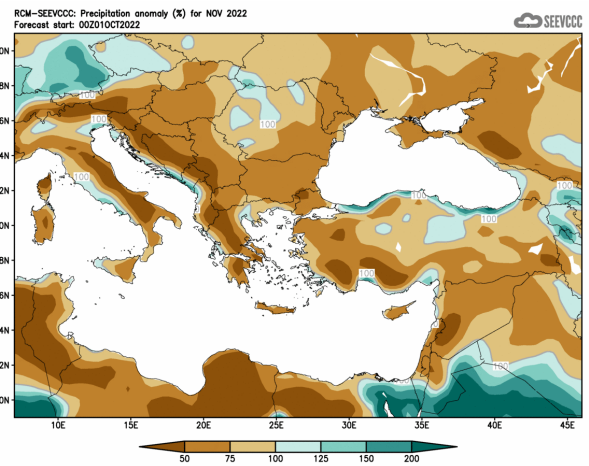 RCM-SEEVCCC: Precipitation anomaly (%) for NOV 2022
Forecast start: 00Z01OCT2022
SEEVCCC
0N
8N
100
6N
100
100
4N
100
100
2N
100
100
0N
8N
100
6N
4N
2N
100
0N
10E 15E 20E 25E 30E 35E 40E 45E
50 75 100 125 150 200